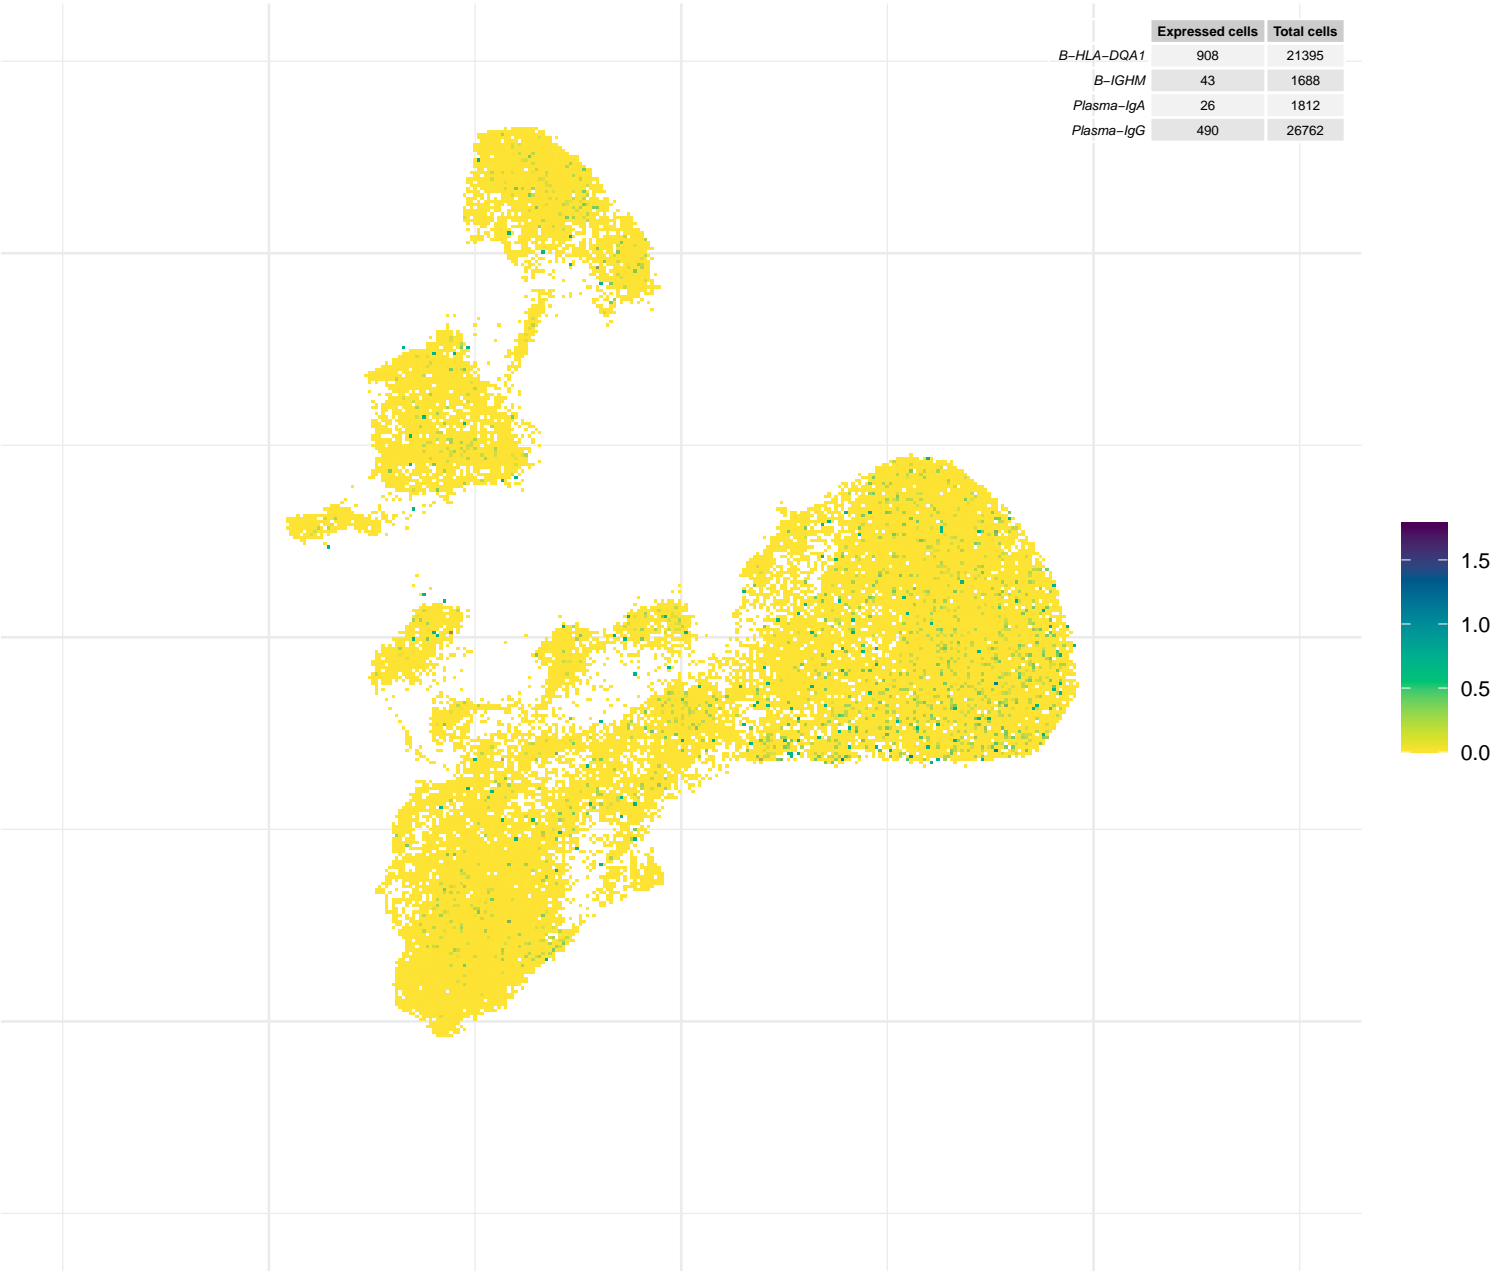 Expressed cells Total cells
B−HLA−DQA1 908 21395
B−IGHM 43 1688
Plasma−IgA 26 1812
Plasma−IgG 490 26762
1.5
1.0
0.5
0.0